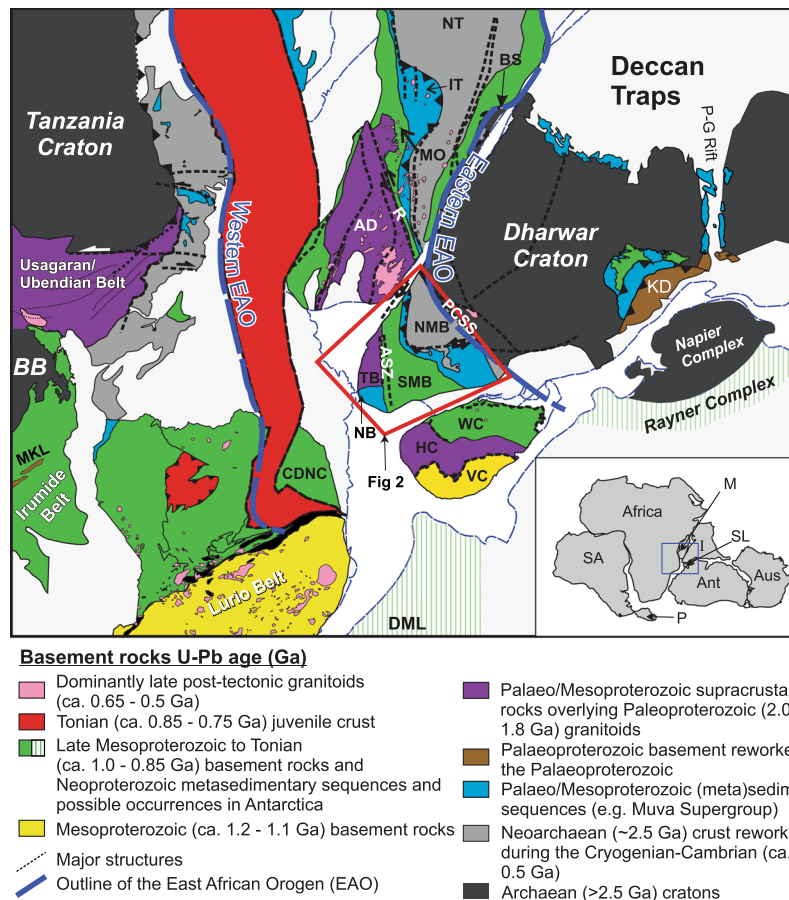 NT
BS
IT
Deccan
Traps
P-G Rift
Tanzania
Craton
MO
Eastern EAO
R
AD
Western EAO
Dharwar
Craton
Usagaran/
Ubendian Belt
KD
PCSS
NMB
Napier
Complex
BB
ASZ
TB
SMB
Rayner Complex
NB
WC
HC
MKL
Irumide
Belt
CDNC
Fig 2
VC
M
Africa
SL
I
SA
Ant
Aus
P
Lurio Belt
DML
Basement rocks U-Pb age (Ga)
Dominantly late post-tectonic granitoids
(ca. 0.65 - 0.5 Ga)
Tonian (ca. 0.85 - 0.75 Ga) juvenile crust
Late Mesoproterozoic to Tonian
(ca. 1.0 - 0.85 Ga) basement rocks and
Neoproterozoic metasedimentary sequences and
possible occurrences in Antarctica
Mesoproterozoic (ca. 1.2 - 1.1 Ga) basement rocks
Major structures
Outline of the East African Orogen (EAO)
Palaeo/Mesoproterozoic supracrusta
rocks overlying Paleoproterozoic (2.0
1.8 Ga) granitoids
Palaeoproterozoic basement reworke
the Palaeoproterozoic
Palaeo/Mesoproterozoic (meta)sedim
sequences (e.g. Muva Supergroup)
Neoarchaean (~2.5 Ga) crust rework
during the Cryogenian-Cambrian (ca.
0.5 Ga)
Archaean (>2.5 Ga) cratons